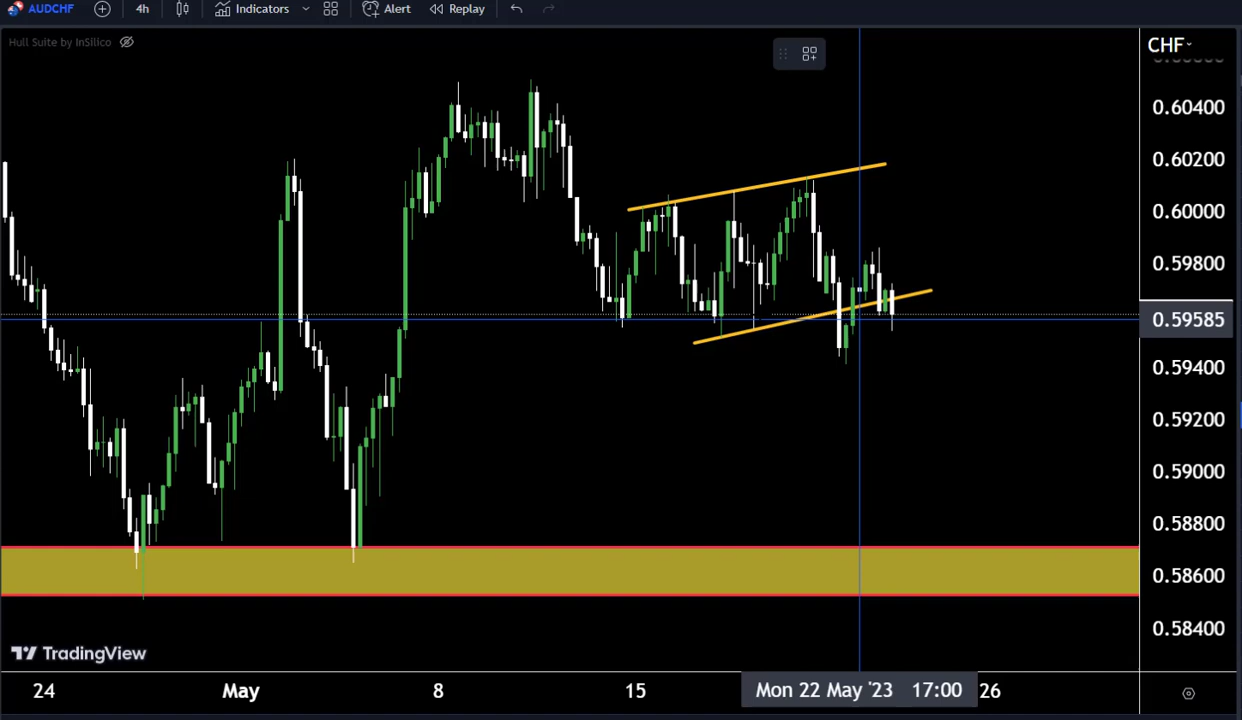 AUDCHF 4h Indicators Alert Replay
Hull Suite by InSilico
CHF
0.60400
0.60200
0.60000
0.59800
0.59585
0.59400
0.59200
0.59000
0.58800
0.58600
0.58400
TradingView
24 May 8 15 Mon 22 May '23 17:00 26